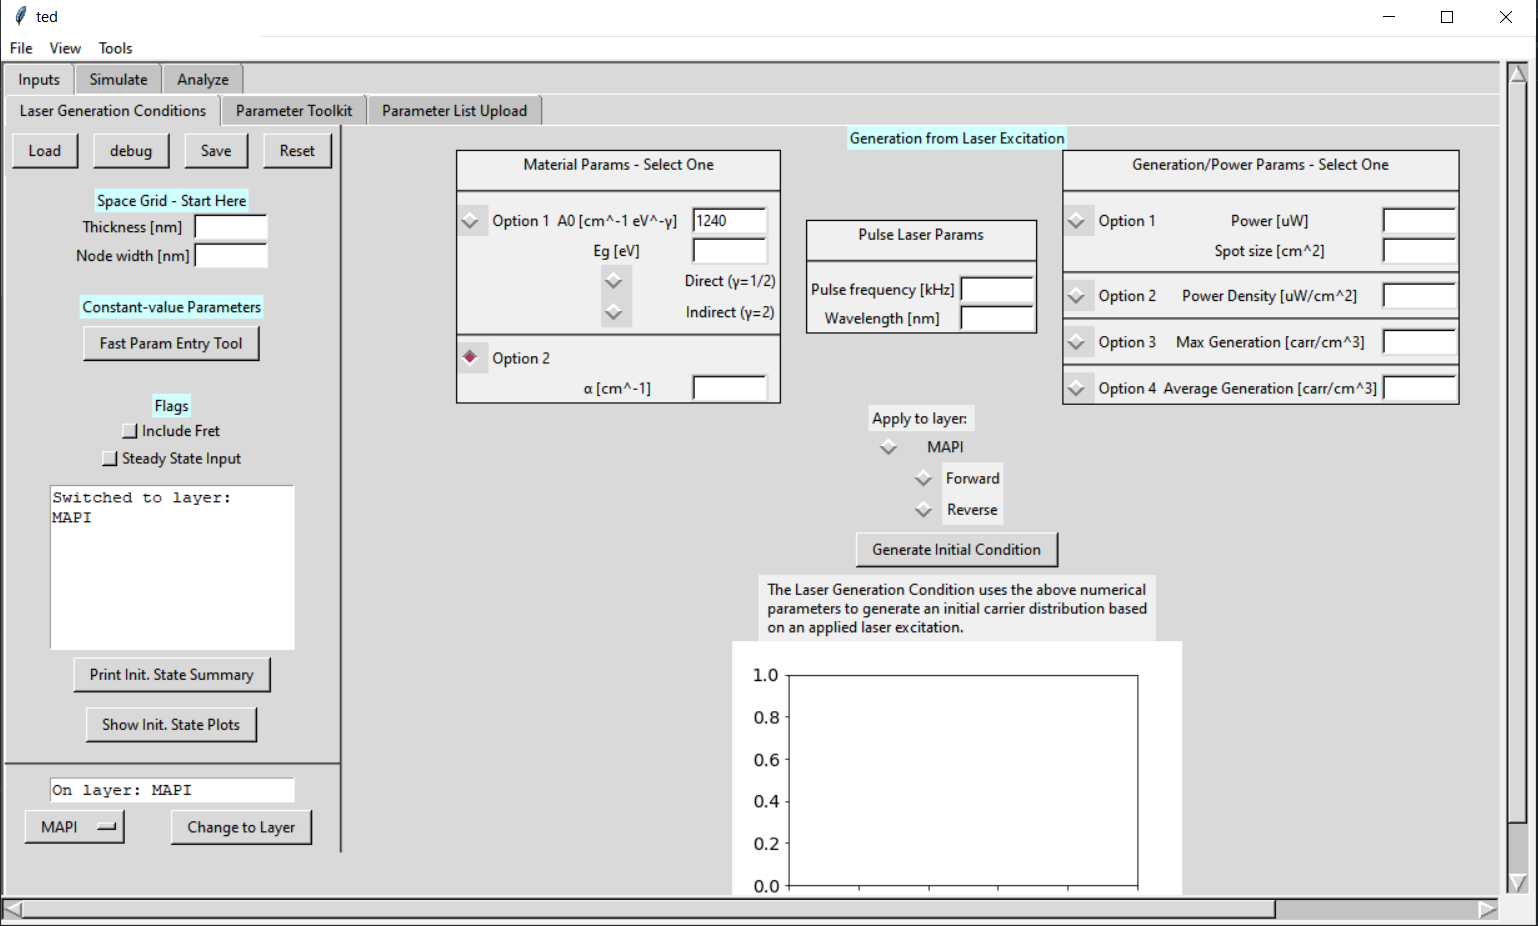 ted
File View Tools
Inputs Simulate Analyze
Laser Generation Conditions Parameter Toolkit Parameter List Upload
Load debug Save Reset
Space Grid - Start Here
Thickness [nm]
Node width [nm]
Constant-value Parameters
Fast Param Entry Tool
Flags
Include Fret
Steady State Input
Switched to layer:
MAPI
Print Init. State Summary
Show Init. State Plots
On layer: MAPI
MAPI Change to Layer
Generation from Laser Excitation
Material Params - Select One
Option 1 A0 [cm^-1 eV^-γ] 1240
Eg [eV]
Direct (γ=1/2)
Indirect (γ=2)
Option 2
α [cm^-1]
Pulse Laser Params
Pulse frequency [kHz]
Wavelength [nm]
Generation/Power Params - Select One
Option 1 Power [uW]
Spot size [cm^2]
Option 2 Power Density [uW/cm^2]
Option 3 Max Generation [carr/cm^3]
Option 4 Average Generation [carr/cm^3]
Apply to layer:
MAPI
Forward
Reverse
Generate Initial Condition
The Laser Generation Condition uses the above numerical
parameters to generate an initial carrier distribution based
on an applied laser excitation.
1.0
0.8
0.6
0.4
0.2
0.0